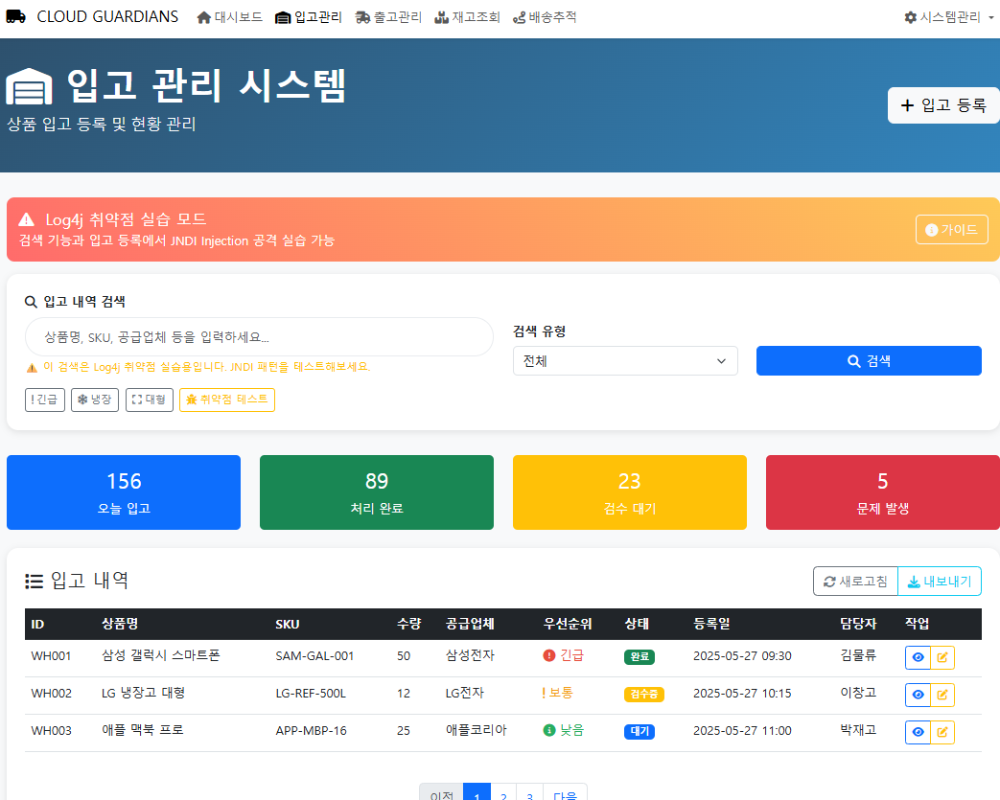 CLOUD GUARDIANS 대시보드 입고관리 출고관리 재고조회 배송추적 시스템관리
입고 관리 시스템
상품 입고 등록 및 현황 관리
+ 입고 등록
Log4j 취약점 실습 모드
검색 기능과 입고 등록에서 JNDI Injection 공격 실습 가능
가이드
입고 내역 검색
상품명, SKU, 공급업체 등을 입력하세요...
이 검색은 Log4j 취약점 실습용입니다. JNDI 패턴을 테스트해보세요.
! 긴급 냉장 대형 취약점 테스트
검색 유형
전체
검색
156 89 23 5
오늘 입고 처리 완료 검수 대기 문제 발생
입고 내역
새로고침 내보내기
ID 상품명 SKU 수량 공급업체 우선순위 상태 등록일 담당자 작업
WH001 삼성 갤럭시 스마트폰 SAM-GAL-001 50 삼성전자 긴급 완료 2025-05-27 09:30 김물류
WH002 LG 냉장고 대형 LG-REF-500L 12 LG전자 ! 보통 검수중 2025-05-27 10:15 이창고
WH003 애플 맥북 프로 APP-MBP-16 25 애플코리아 낮음 대기 2025-05-27 11:00 박재고
이전 1 2 3 다음